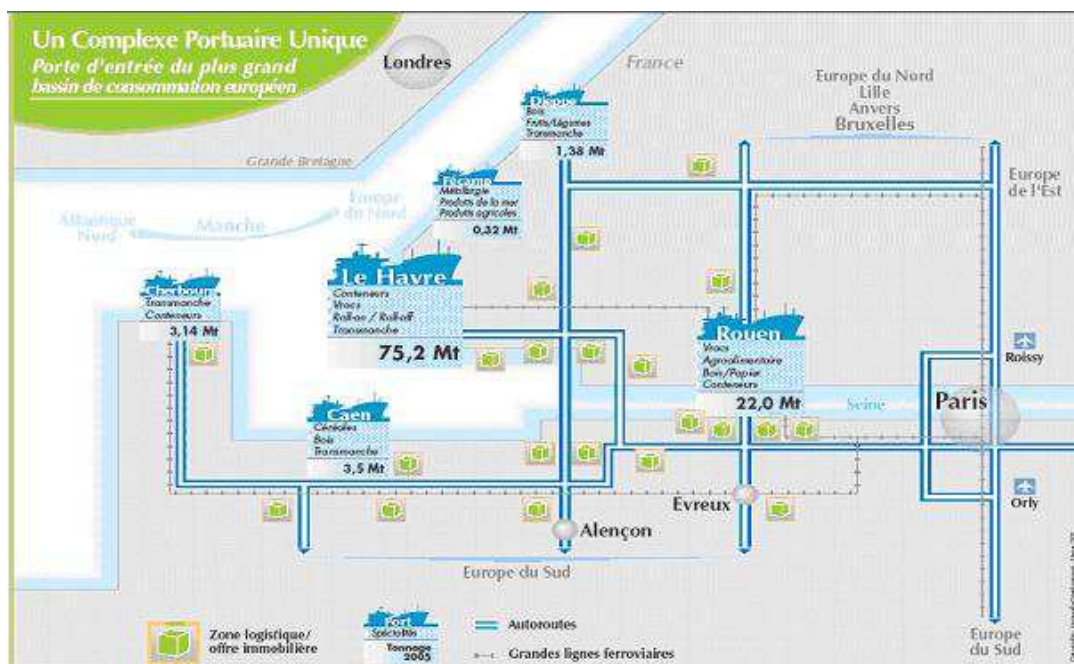 Un Complexe Portuaire Unique
Porte d'entrée du plus grand
bassin de consommation européen
Londres
France
Europe du Nord
Lille
Anvers
Bruxelles
Dieppe
Bois
Fruits/Légumes
Transmanche
1,38 Mt
Grande Bretagne
Fécamp
Métallurgie
Produits de la mer
Produits agricoles
0,32 Mt
Europe
de l'Est
Europe
du Nord
Atlantique
Nord
Manche
Le Havre
Conteneurs
Vracs
Roll-on / Roll-off
Transmanche
75,2 Mt
Cherbourg
Transmanche
Conteneurs
3,14 Mt
Rouen
Vracs
Agroalimentaire
Bois/Papier
Conteneurs
22,0 Mt
Roissy
Seine
Paris
Caen
Céréales
Bois
Transmanche
3,5 Mt
Evreux
Orly
Alençon
Europe du Sud
Europe
du Sud
Zone logistique/
offre immobilière
Port
Spécialités
Tonnage
2005
Autoroutes
Grandes lignes ferroviaires